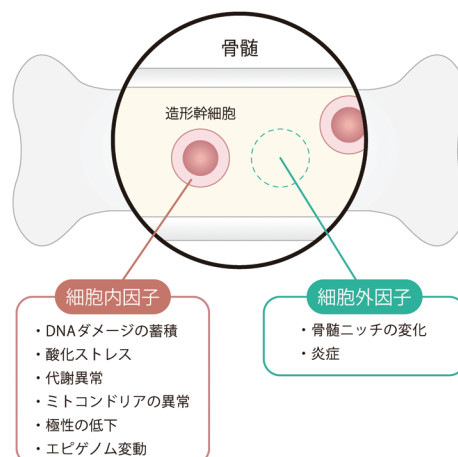 骨髄
造形幹細胞
細胞内因子
・DNAダメージの蓄積
・酸化ストレス
・代謝異常
・ミトコンドリアの異常
・極性の低下
・エピゲノム変動
細胞外因子
・骨髄ニッチの変化
・炎症